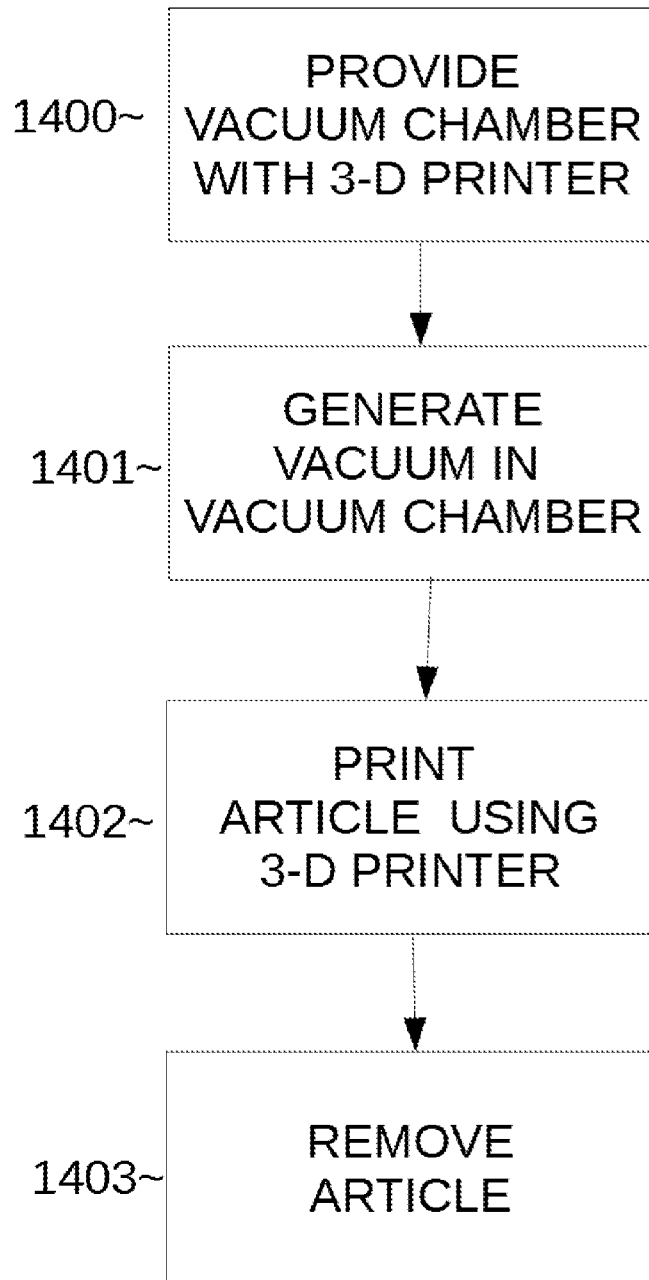 1400~
PROVIDE
VACUUM CHAMBER
WITH 3-D PRINTER
1401~
GENERATE
VACUUM IN
VACUUM CHAMBER
1402~
PRINT
ARTICLE USING
3-D PRINTER
1403~
REMOVE
ARTICLE